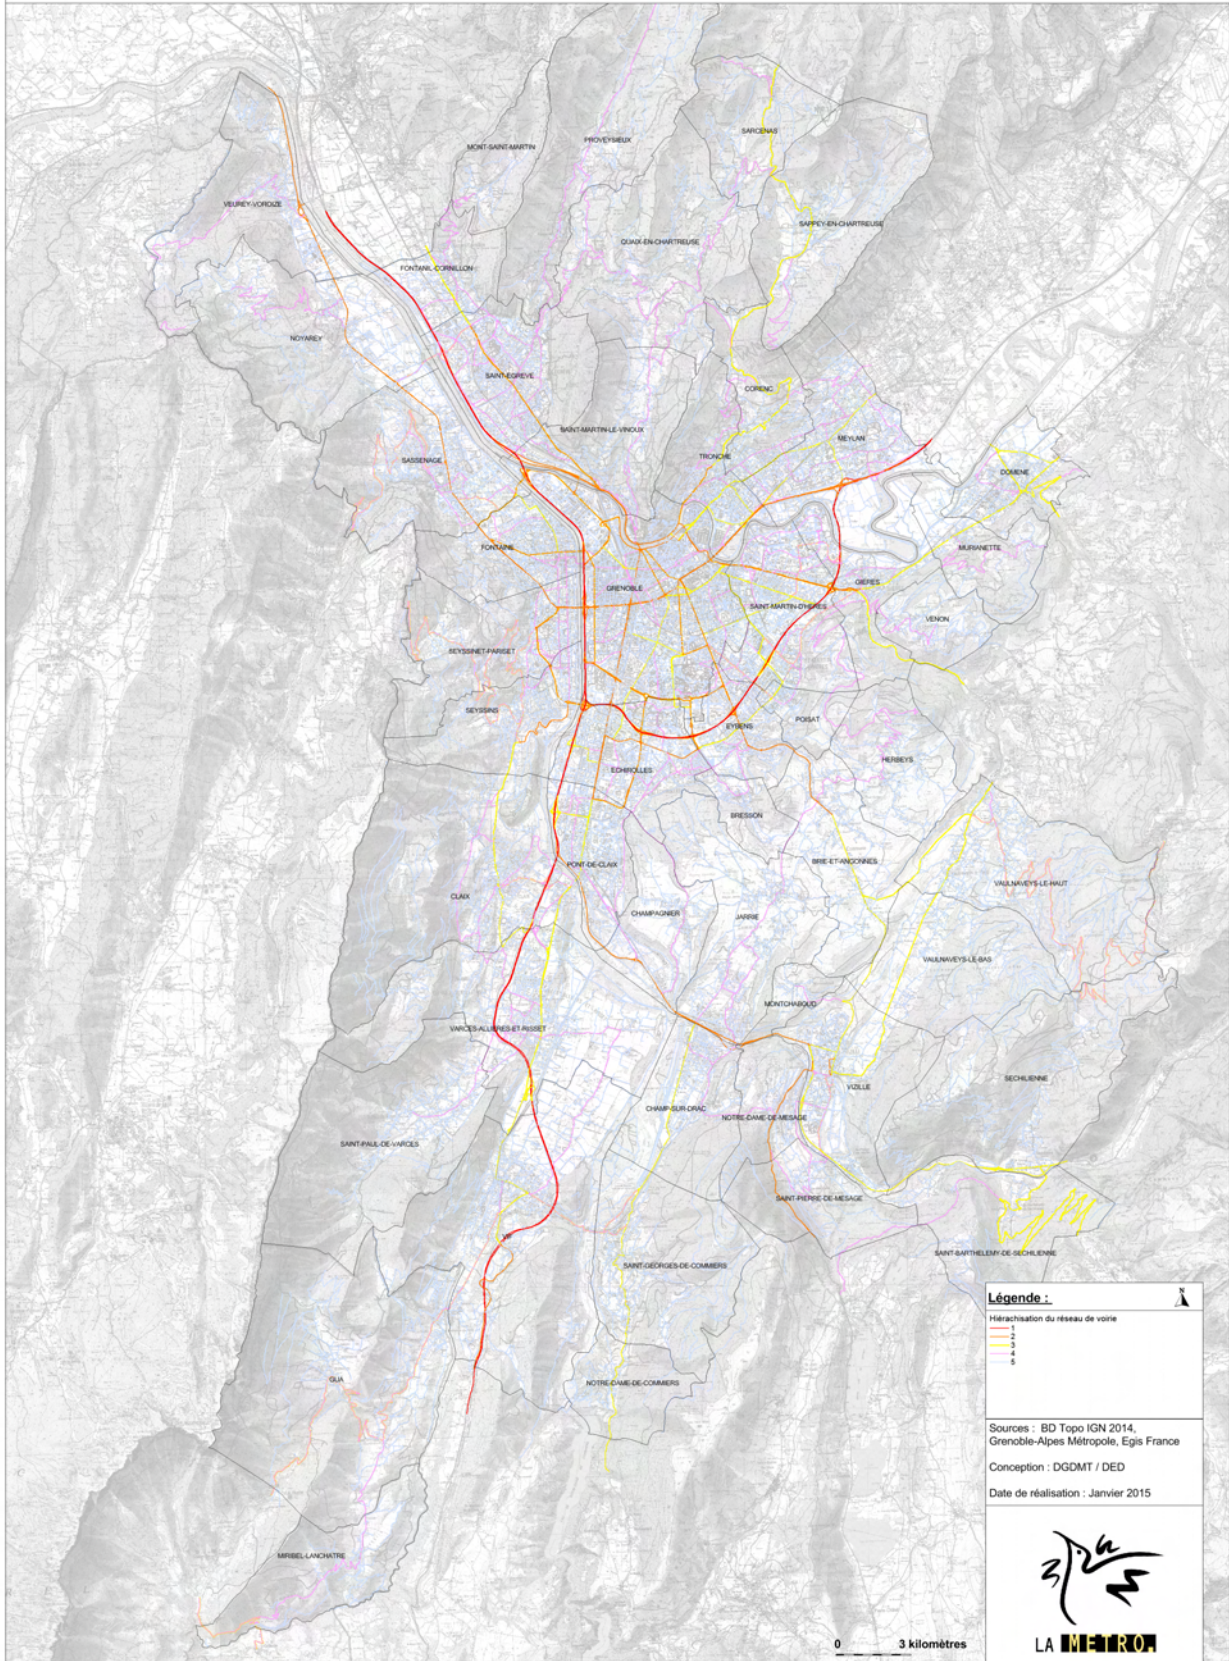 SARCENAS
PROVEYSIEUX
MONT-SAINT-MARTIN
VEUREY-VOROIZE
SAPPEY-EN-CHARTREUSE
QUAIX-EN-CHARTREUSE
FONTANIL-CORNILLON
NOYAREY
SAINT-EGREVE
CORENC
SAINT-MARTIN-LE-VINOUX
MEYLAN
TRONCHE
SASSENAGE
DOMENE
FONTAINE
MURIANETTE
GIERES
GRENOBLE
SAINT-MARTIN-D'HERES
VENON
SEYSSINET-PARISET
SEYSSINS
POISAT
EYBENS
HERBEYS
ECHIROLLES
BRESSON
BRIE-ET-ANGONNES
PONT-DE-CLAIX
VAULNAVEYS-LE-HAUT
CLAIX
CHAMPAGNIER
JARRIE
VAULNAVEYS-LE-BAS
MONTCHABOUD
VARCES-ALLIERES-ET-RISSET
SECHILIENNE
VIZILLE
CHAMP-SUR-DRAC
NOTRE-DAME-DE-MESAGE
SAINT-PAUL-DE-VARCES
SAINT-PIERRE-DE-MESAGE
VIF
SAINT-BARTHELEMY-DE-SECHILIENNE
SAINT-GEORGES-DE-COMMIERS
GUA
NOTRE-DAME-DE-COMMIERS
MIRIBEL-LANCHATRE
Légende :
N
Hiérachisation du réseau de voirie
1
2
3
4
5
Sources : BD Topo IGN 2014,
Grenoble-Alpes Métropole, Egis France
Conception : DGDMT / DED
Date de réalisation : Janvier 2015
0 3 kilomètres
LA METRO.